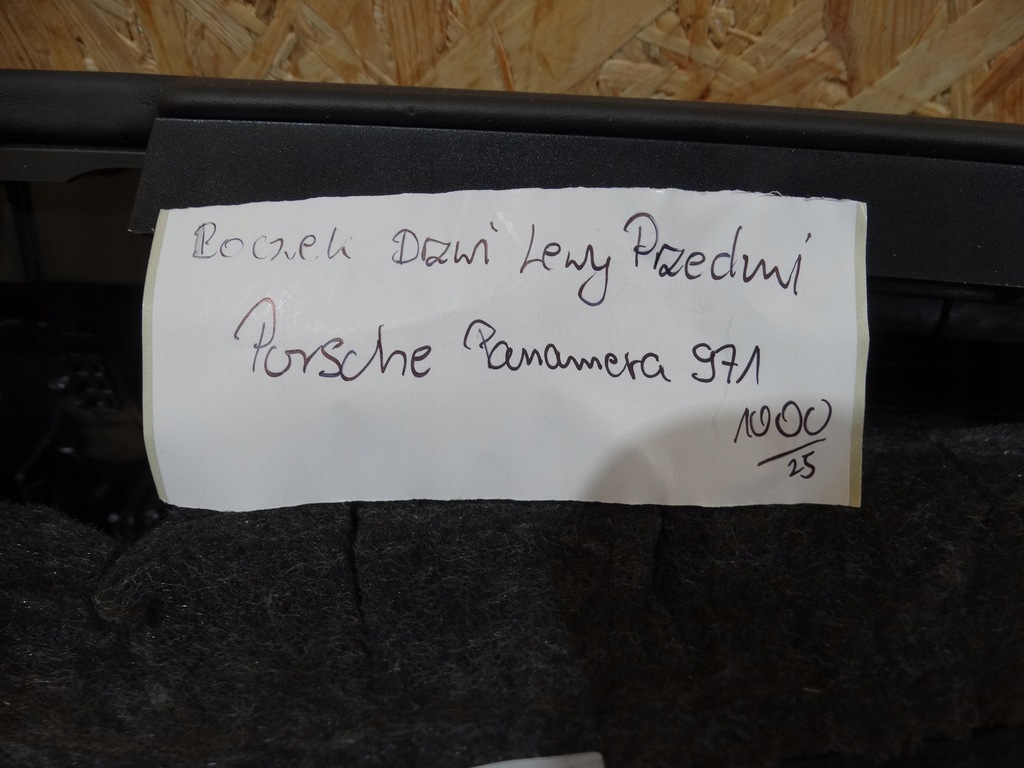 Boczek Drzwi Lewy Przedni
Porsche Panamera 971
1000
25